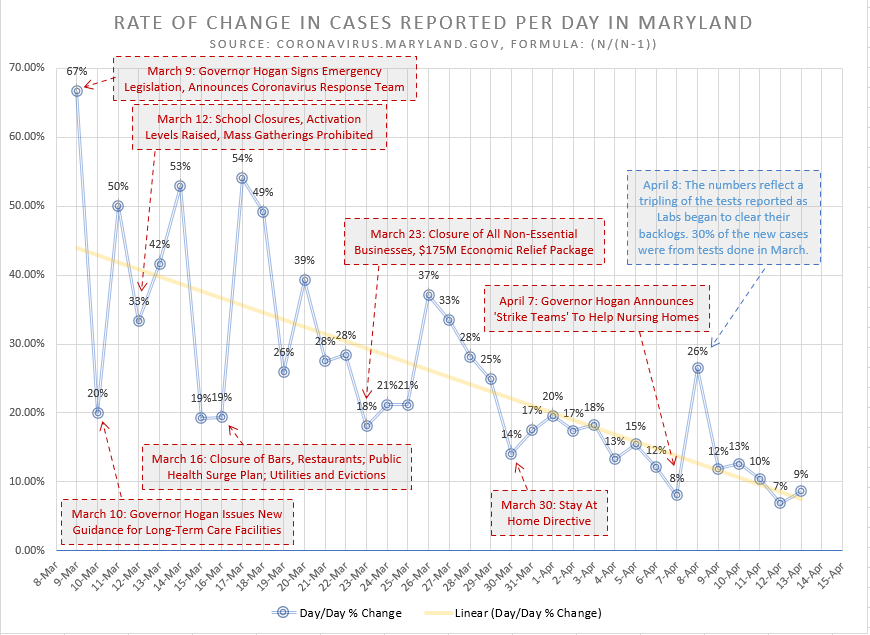 RATE OF CHANGE IN CASES REPORTED PER DAY IN MARYLAND
SOURCE: CORONAVIRUS.MARYLAND.GOV, FORMULA: (N/(N-1))
70.00%
60.00%
50.00%
40.00%
30.00%
20.00%
10.00%
0.00%
March 9: Governor Hogan Signs Emergency
Legislation, Announces Coronavirus Response Team
March 12: School Closures, Activation
Levels Raised, Mass Gatherings Prohibited
March 23: Closure of All Non-Essential
Businesses, $175M Economic Relief Package
April 8: The numbers reflect a
tripling of the tests reported as
Labs began to clear their
backlogs. 30% of the new cases
were from tests done in March.
April 7: Governor Hogan Announces
'Strike Teams' To Help Nursing Homes
March 16: Closure of Bars, Restaurants; Public
Health Surge Plan; Utilities and Evictions
March 10: Governor Hogan Issues New
Guidance for Long-Term Care Facilities
March 30: Stay At
Home Directive
67%
20%
50%
33%
42%
53%
19%
19%
54%
49%
26%
39%
28%
28%
18%
21%
21%
37%
33%
28%
25%
14%
17%
20%
17%
18%
13%
15%
12%
8%
26%
12%
13%
10%
7%
9%
8-Mar
9-Mar
10-Mar
11-Mar
12-Mar
13-Mar
14-Mar
15-Mar
16-Mar
17-Mar
18-Mar
19-Mar
20-Mar
21-Mar
22-Mar
23-Mar
24-Mar
25-Mar
26-Mar
27-Mar
28-Mar
29-Mar
30-Mar
31-Mar
1-Apr
2-Apr
3-Apr
4-Apr
5-Apr
6-Apr
7-Apr
8-Apr
9-Apr
10-Apr
11-Apr
12-Apr
13-Apr
14-Apr
15-Apr
Day/Day % Change
Linear (Day/Day % Change)